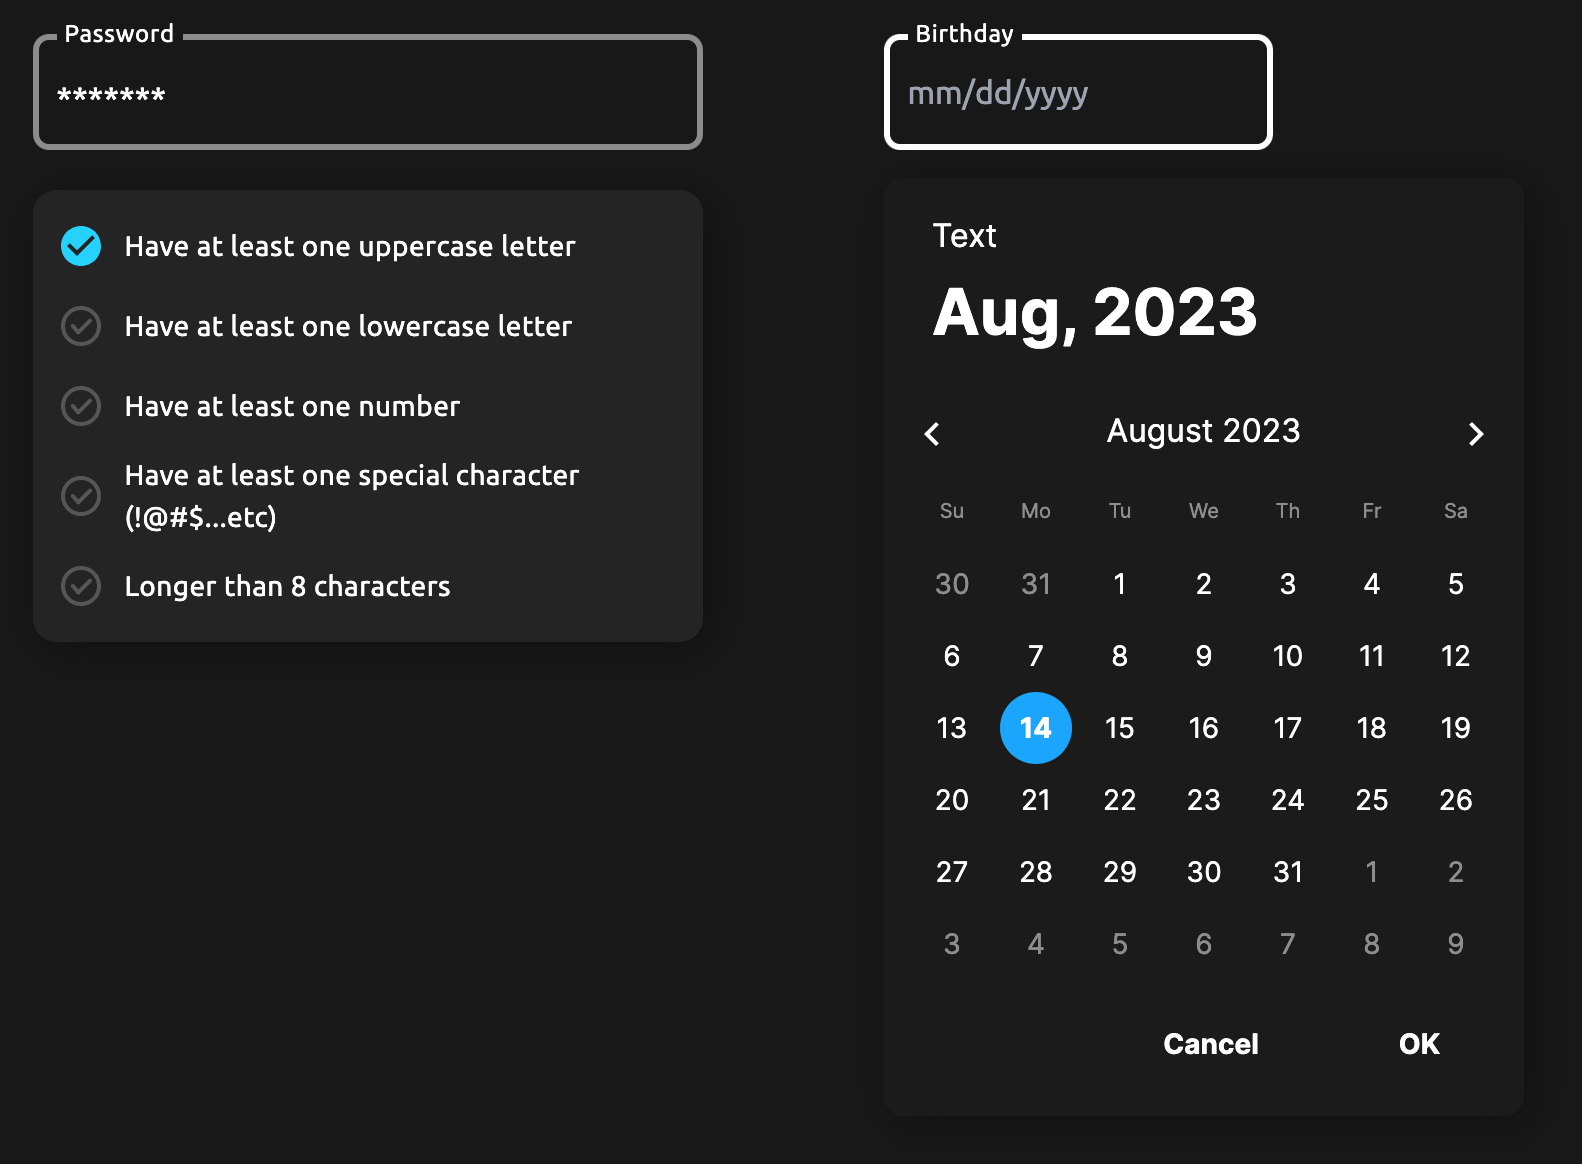 Password
*******
Have at least one uppercase letter
Have at least one lowercase letter
Have at least one number
Have at least one special character
(!@#$...etc)
Longer than 8 characters
Birthday
mm/dd/yyyy
Text
Aug, 2023
August 2023
Su Mo Tu We Th Fr Sa
30 31 1 2 3 4 5
6 7 8 9 10 11 12
13 14 15 16 17 18 19
20 21 22 23 24 25 26
27 28 29 30 31 1 2
3 4 5 6 7 8 9
Cancel OK